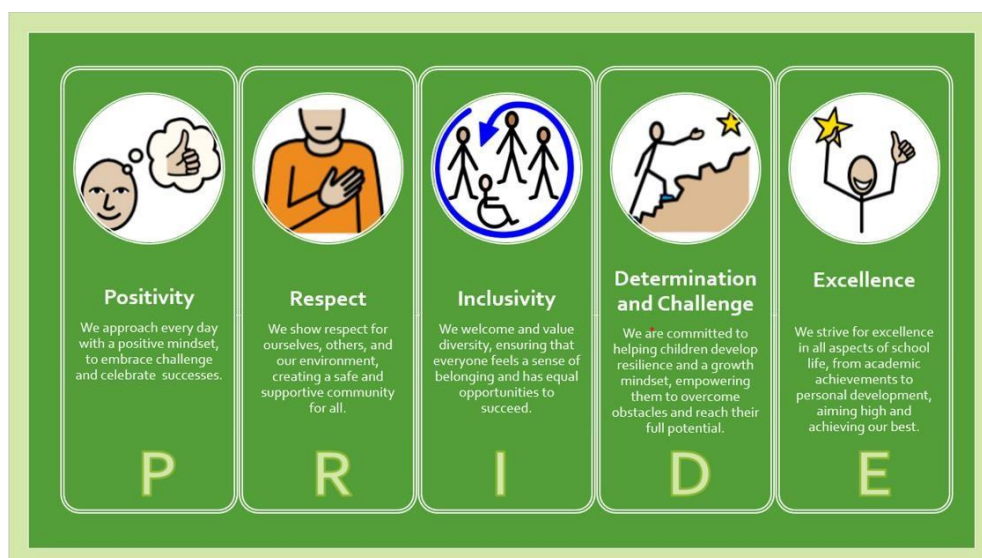 Positivity
We approach every day
with a positive mindset,
to embrace challenge
and celebrate successes.
P
Respect
We show respect for
ourselves, others, and
our environment,
creating a safe and
supportive community
for all.
R
Inclusivity
We welcome and value
diversity, ensuring that
everyone feels a sense of
belonging and has equal
opportunities to
succeed.
I
Determination
and Challenge
We are committed to
helping children develop
resilience and a growth
mindset, empowering
them to overcome
obstacles and reach their
full potential.
D
Excellence
We strive for excellence
in all aspects of school
life, from academic
achievements to
personal development,
aiming high and
achieving our best.
E